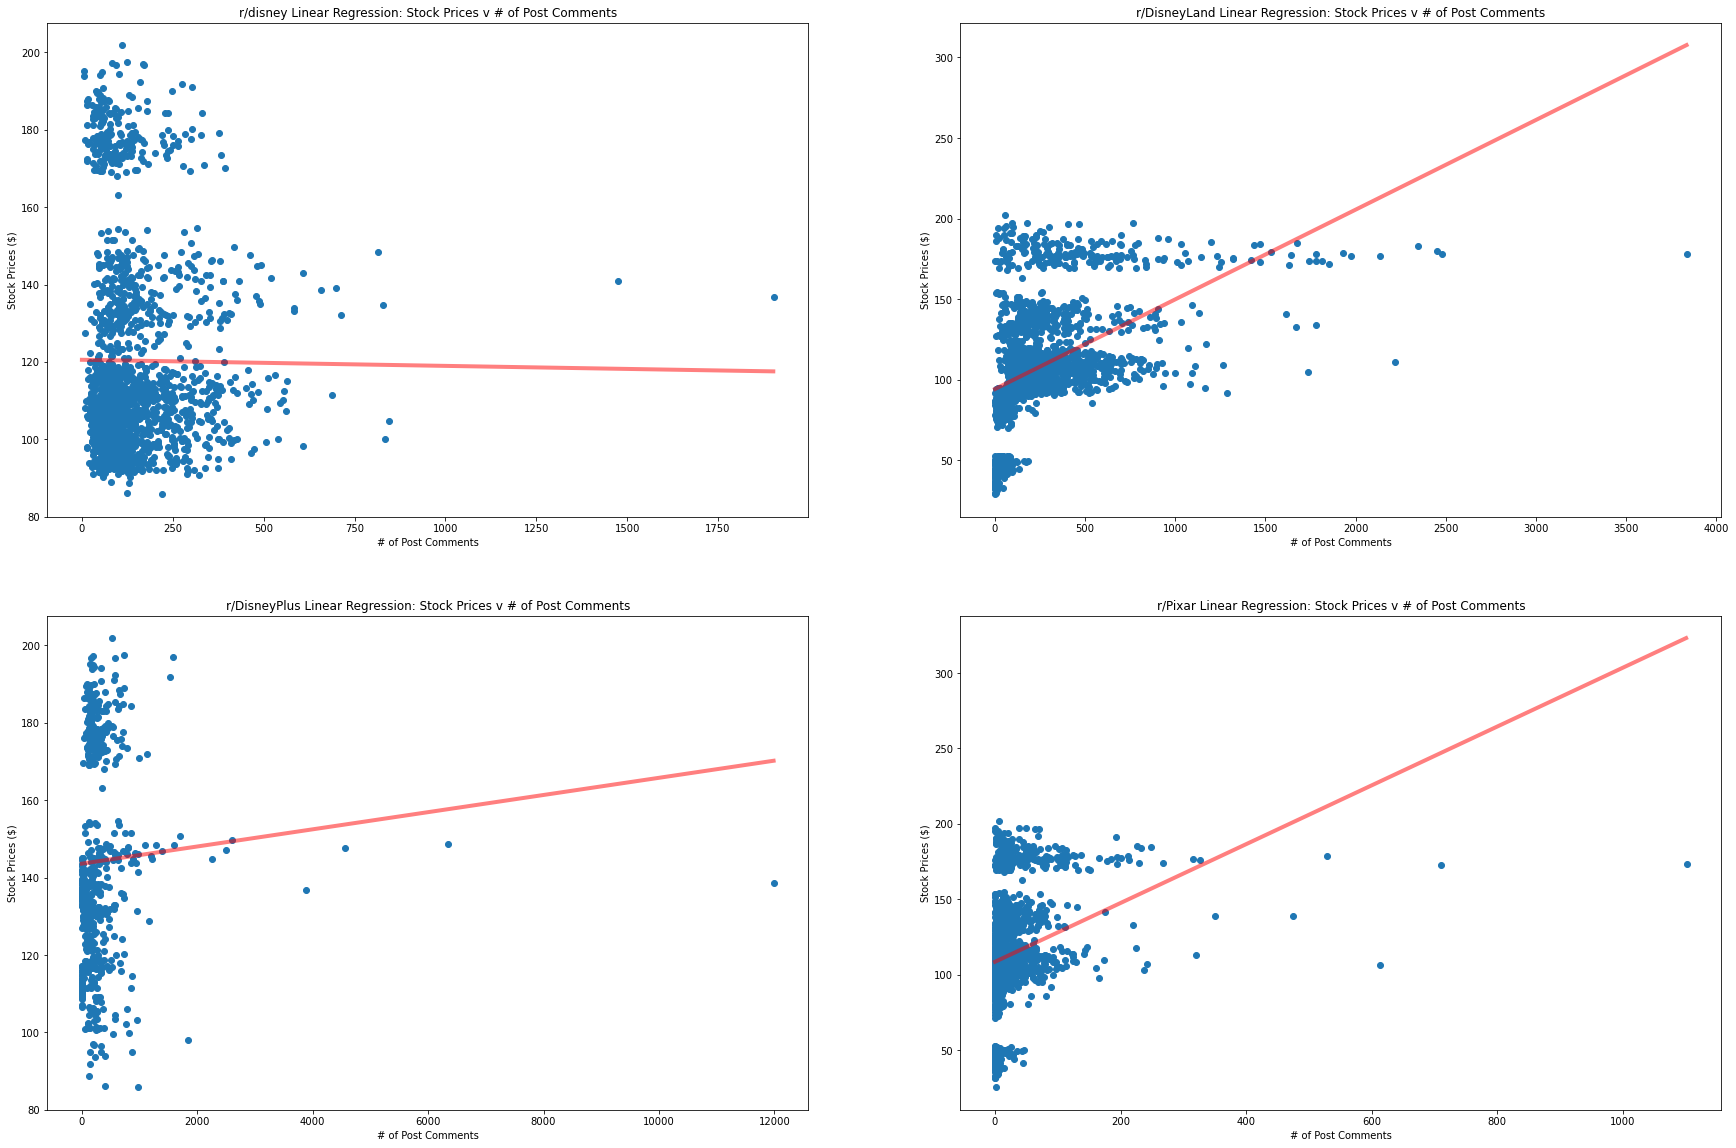 r/disney Linear Regression: Stock Prices v # of Post Comments
Stock Prices ($)
200
180
160
140
120
100
80
0 250 500 750 1000 1250 1500 1750
# of Post Comments
r/DisneyLand Linear Regression: Stock Prices v # of Post Comments
Stock Prices ($)
300
250
200
150
100
50
0 500 1000 1500 2000 2500 3000 3500 4000
# of Post Comments
r/DisneyPlus Linear Regression: Stock Prices v # of Post Comments
Stock Prices ($)
200
180
160
140
120
100
80
0 2000 4000 6000 8000 10000 12000
# of Post Comments
r/Pixar Linear Regression: Stock Prices v # of Post Comments
Stock Prices ($)
300
250
200
150
100
50
0 200 400 600 800 1000
# of Post Comments